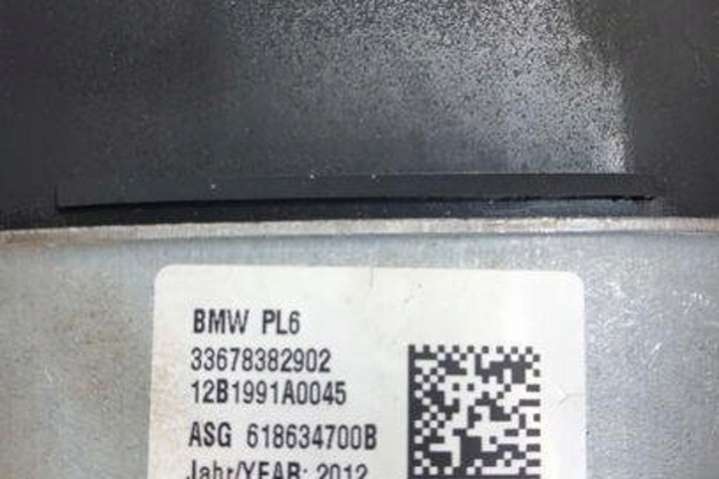 BMW PL6
33678382902
12B1991A0045
ASG 618634700B
Jahr/YEAR: 2012